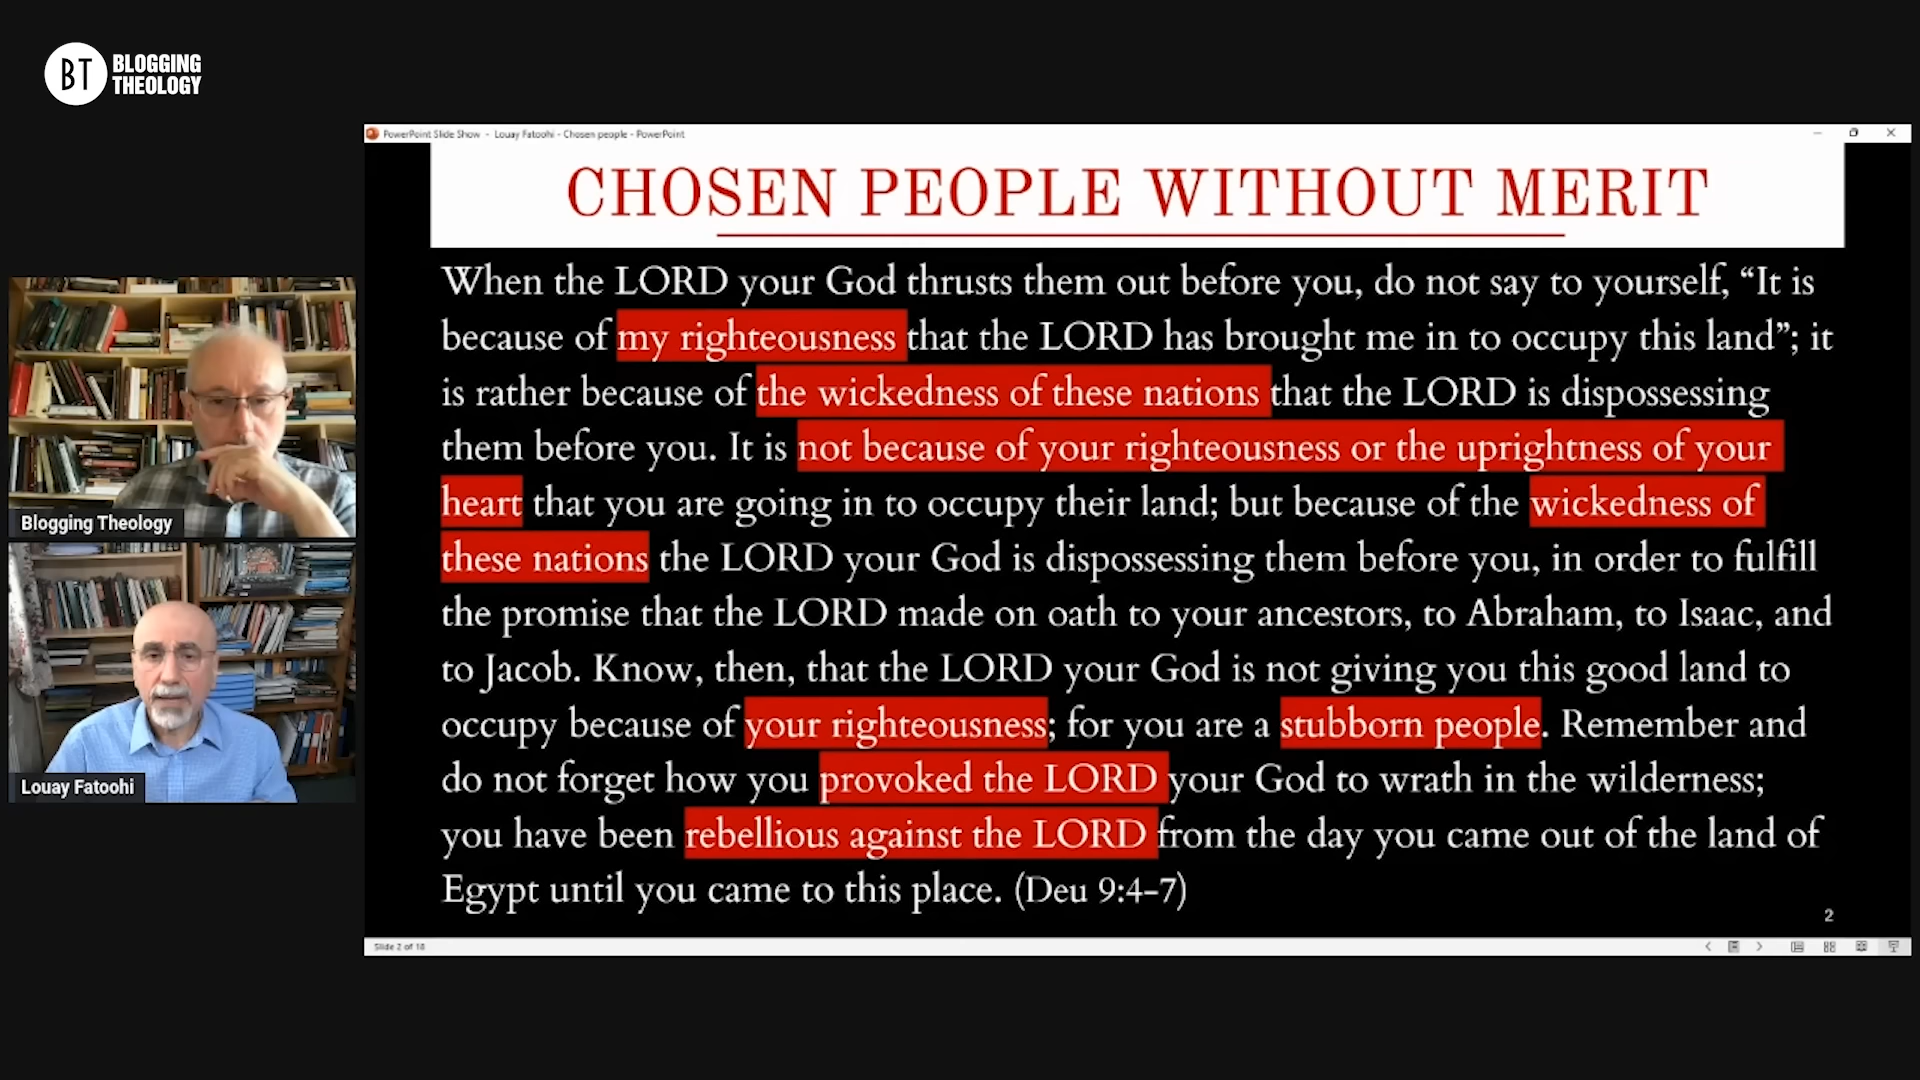 BT BLOGGING
THEOLOGY
PowerPoint Slide Show - Louay Fatoohi - Chosen people - PowerPoint
CHOSEN PEOPLE WITHOUT MERIT
When the LORD your God thrusts them out before you, do not say to yourself, “It is
because of my righteousness that the LORD has brought me in to occupy this land”; it
is rather because of the wickedness of these nations that the LORD is dispossessing
them before you. It is not because of your righteousness or the uprightness of your
heart that you are going in to occupy their land; but because of the wickedness of
these nations the LORD your God is dispossessing them before you, in order to fulfill
the promise that the LORD made on oath to your ancestors, to Abraham, to Isaac, and
to Jacob. Know, then, that the LORD your God is not giving you this good land to
occupy because of your righteousness; for you are a stubborn people. Remember and
do not forget how you provoked the LORD your God to wrath in the wilderness;
you have been rebellious against the LORD from the day you came out of the land of
Egypt until you came to this place. (Deu 9:4-7)
2
Slide 2 of 18
Blogging Theology
Louay Fatoohi